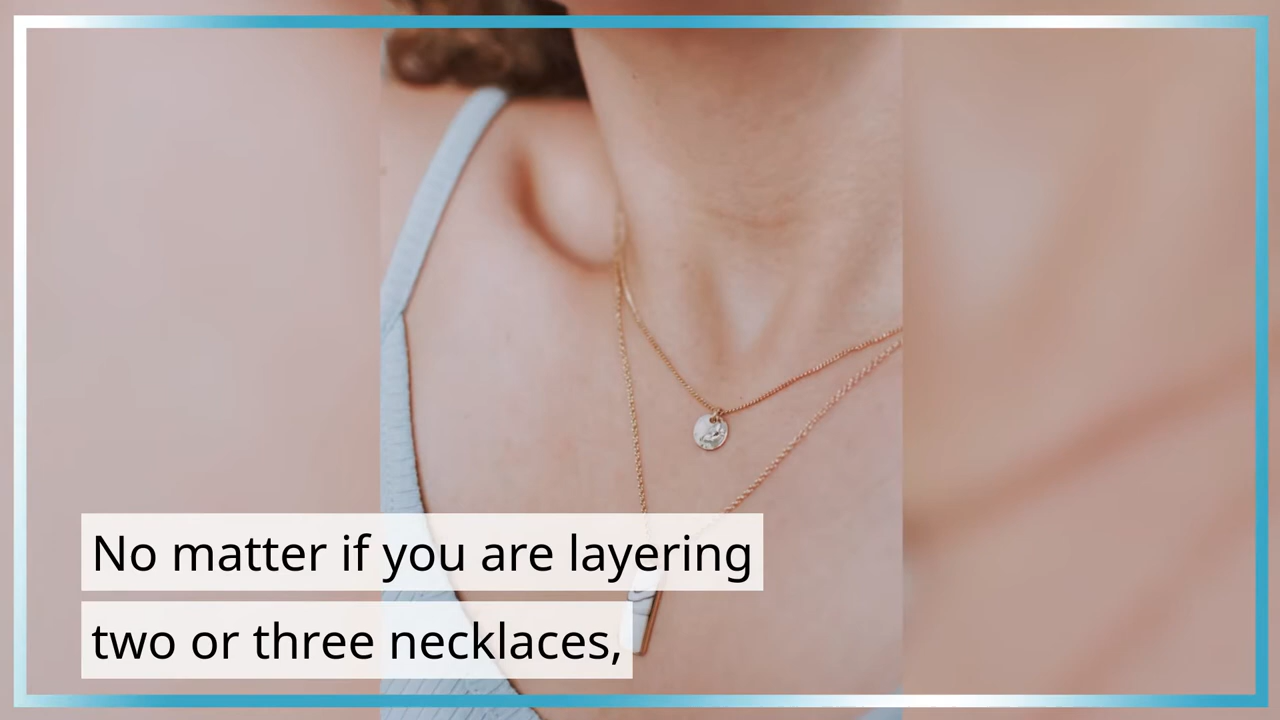 No matter if you are layering
two or three necklaces,